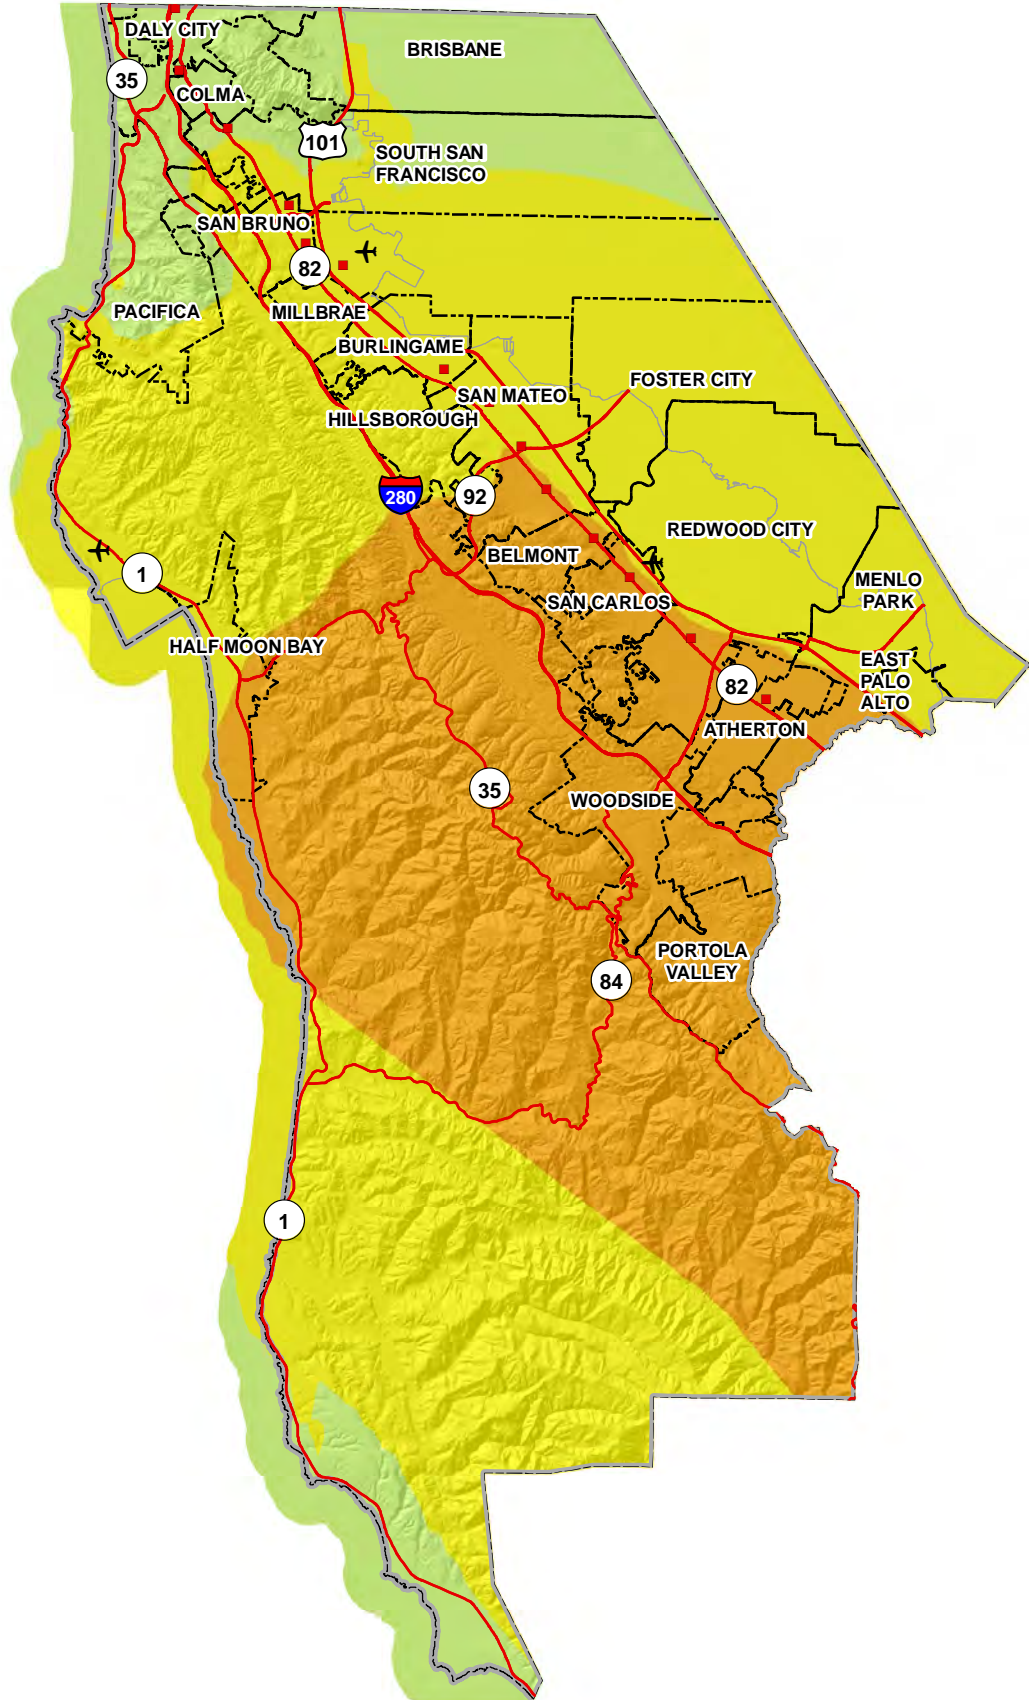 DALY CITY
BRISBANE
35
COLMA
101
SOUTH SAN
FRANCISCO
SAN BRUNO
82
PACIFICA
MILLBRAE
BURLINGAME
FOSTER CITY
SAN MATEO
HILLSBOROUGH
280
92
REDWOOD CITY
BELMONT
1
MENLO
PARK
SAN CARLOS
HALF MOON BAY
EAST
PALO
ALTO
82
ATHERTON
35
WOODSIDE
PORTOLA
VALLEY
84
1